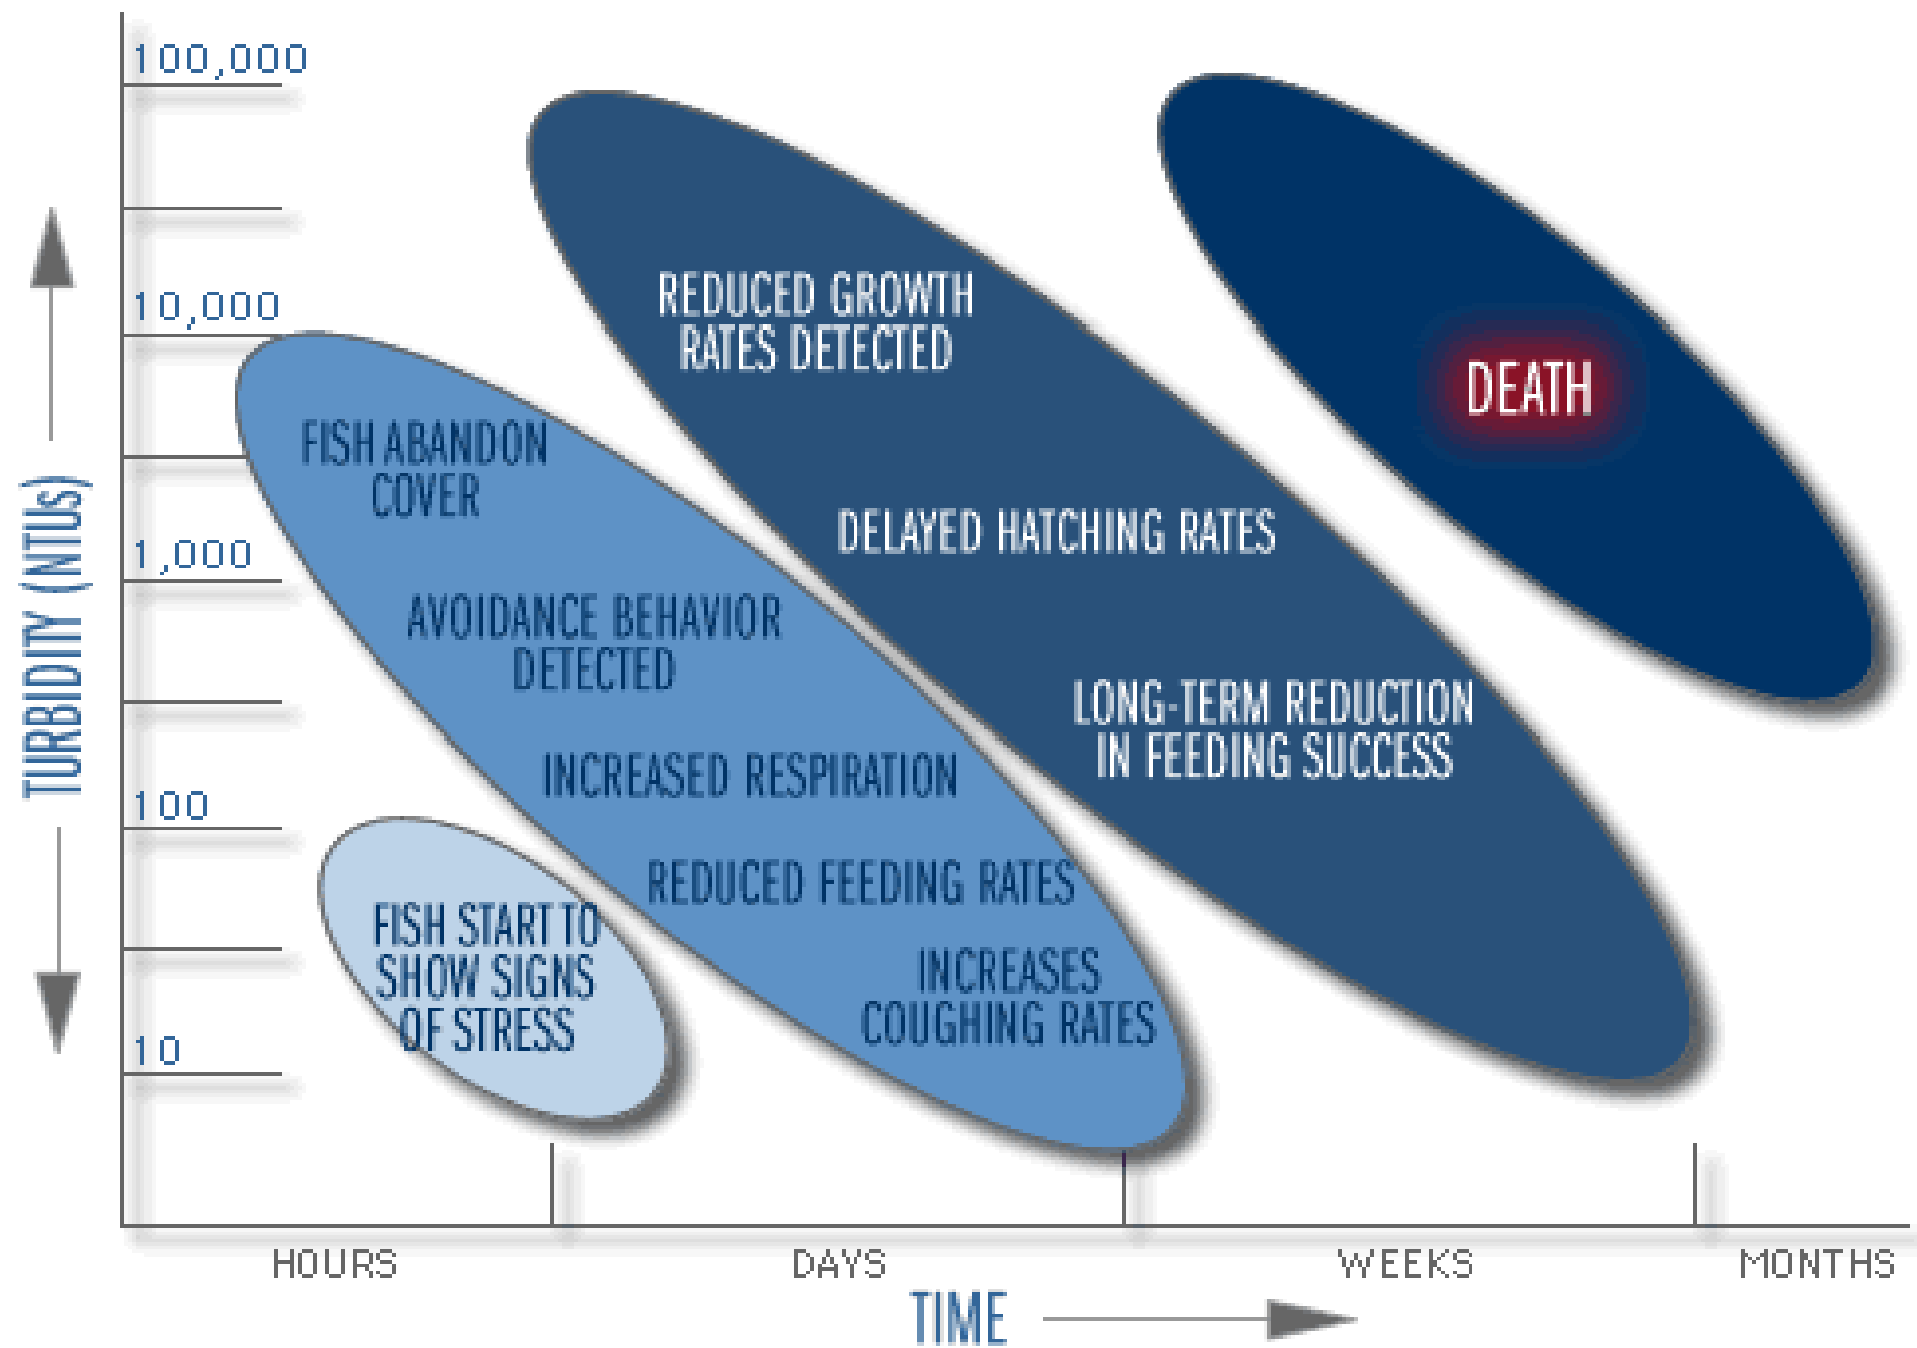 100,000
10,000
1,000
100
10
TURBIDITY (NTUs)
REDUCED GROWTH
RATES DETECTED
DEATH
FISH ABANDON
COVER
DELAYED HATCHING RATES
AVOIDANCE BEHAVIOR
DETECTED
LONG-TERM REDUCTION
IN FEEDING SUCCESS
INCREASED RESPIRATION
REDUCED FEEDING RATES
FISH START TO
SHOW SIGNS
OF STRESS
INCREASES
COUGHING RATES
HOURS
DAYS
WEEKS
MONTHS
TIME